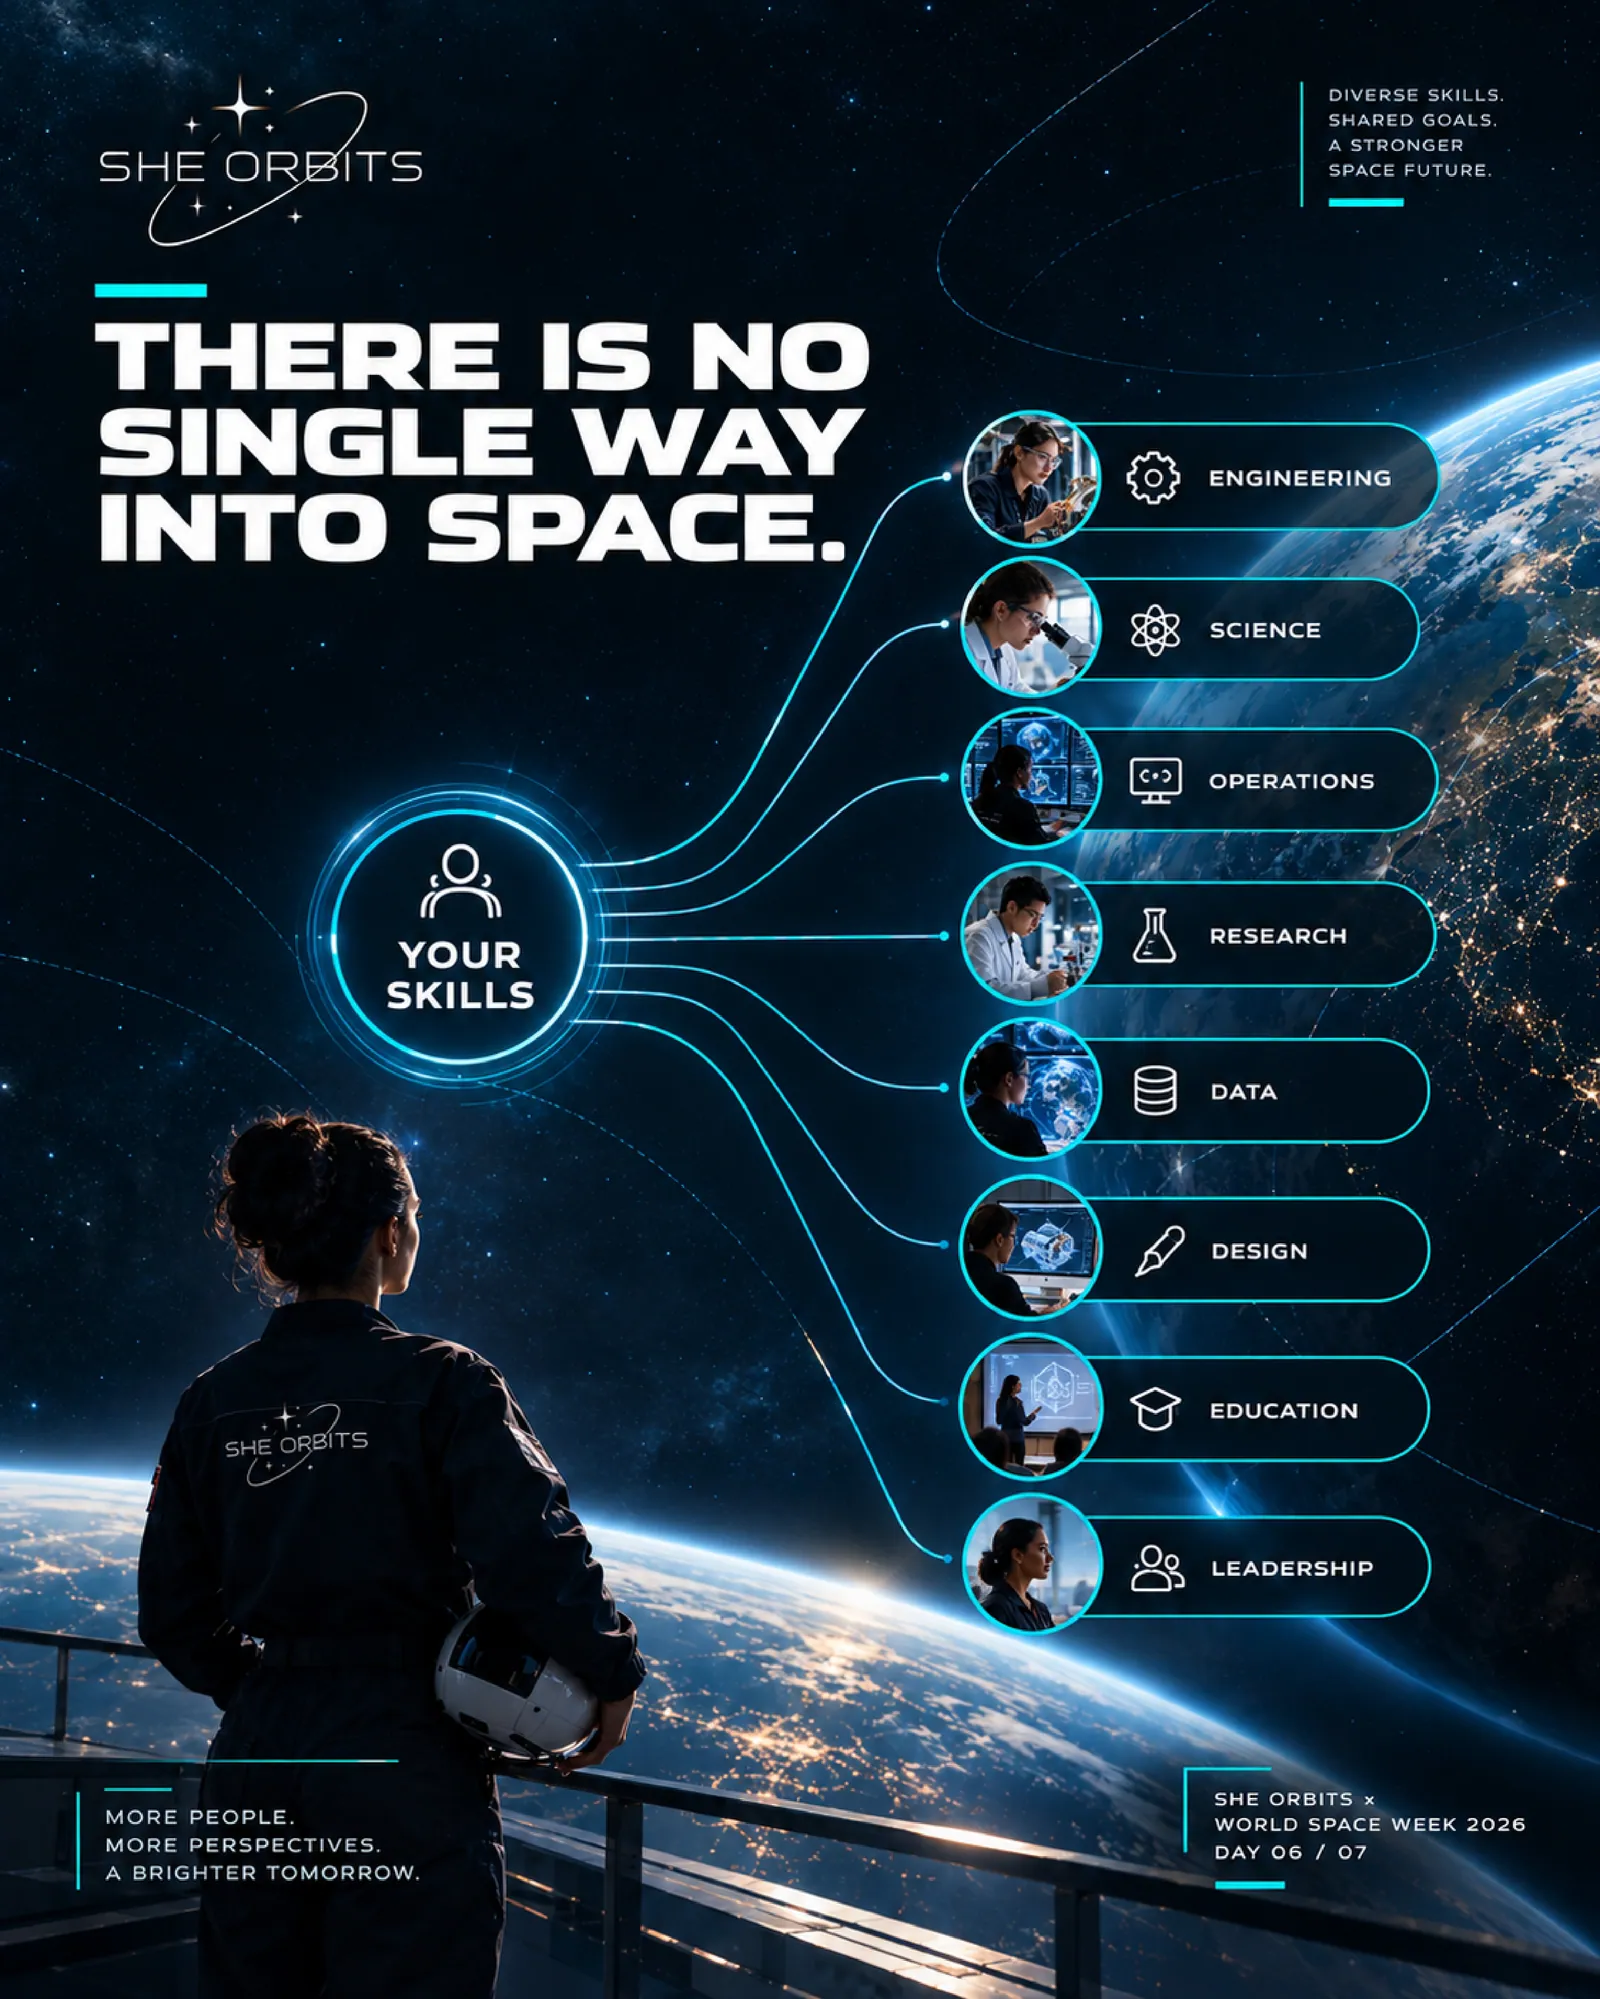 SHE ORBITS
DIVERSE SKILLS.
SHARED GOALS.
A STRONGER
SPACE FUTURE.
THERE IS NO
SINGLE WAY
INTO SPACE.
ENGINEERING
SCIENCE
OPERATIONS
RESEARCH
DATA
DESIGN
EDUCATION
LEADERSHIP
YOUR
SKILLS
SHE ORBITS
MORE PEOPLE.
MORE PERSPECTIVES.
A BRIGHTER TOMORROW.
SHE ORBITS ×
WORLD SPACE WEEK 2026
DAY 06 / 07